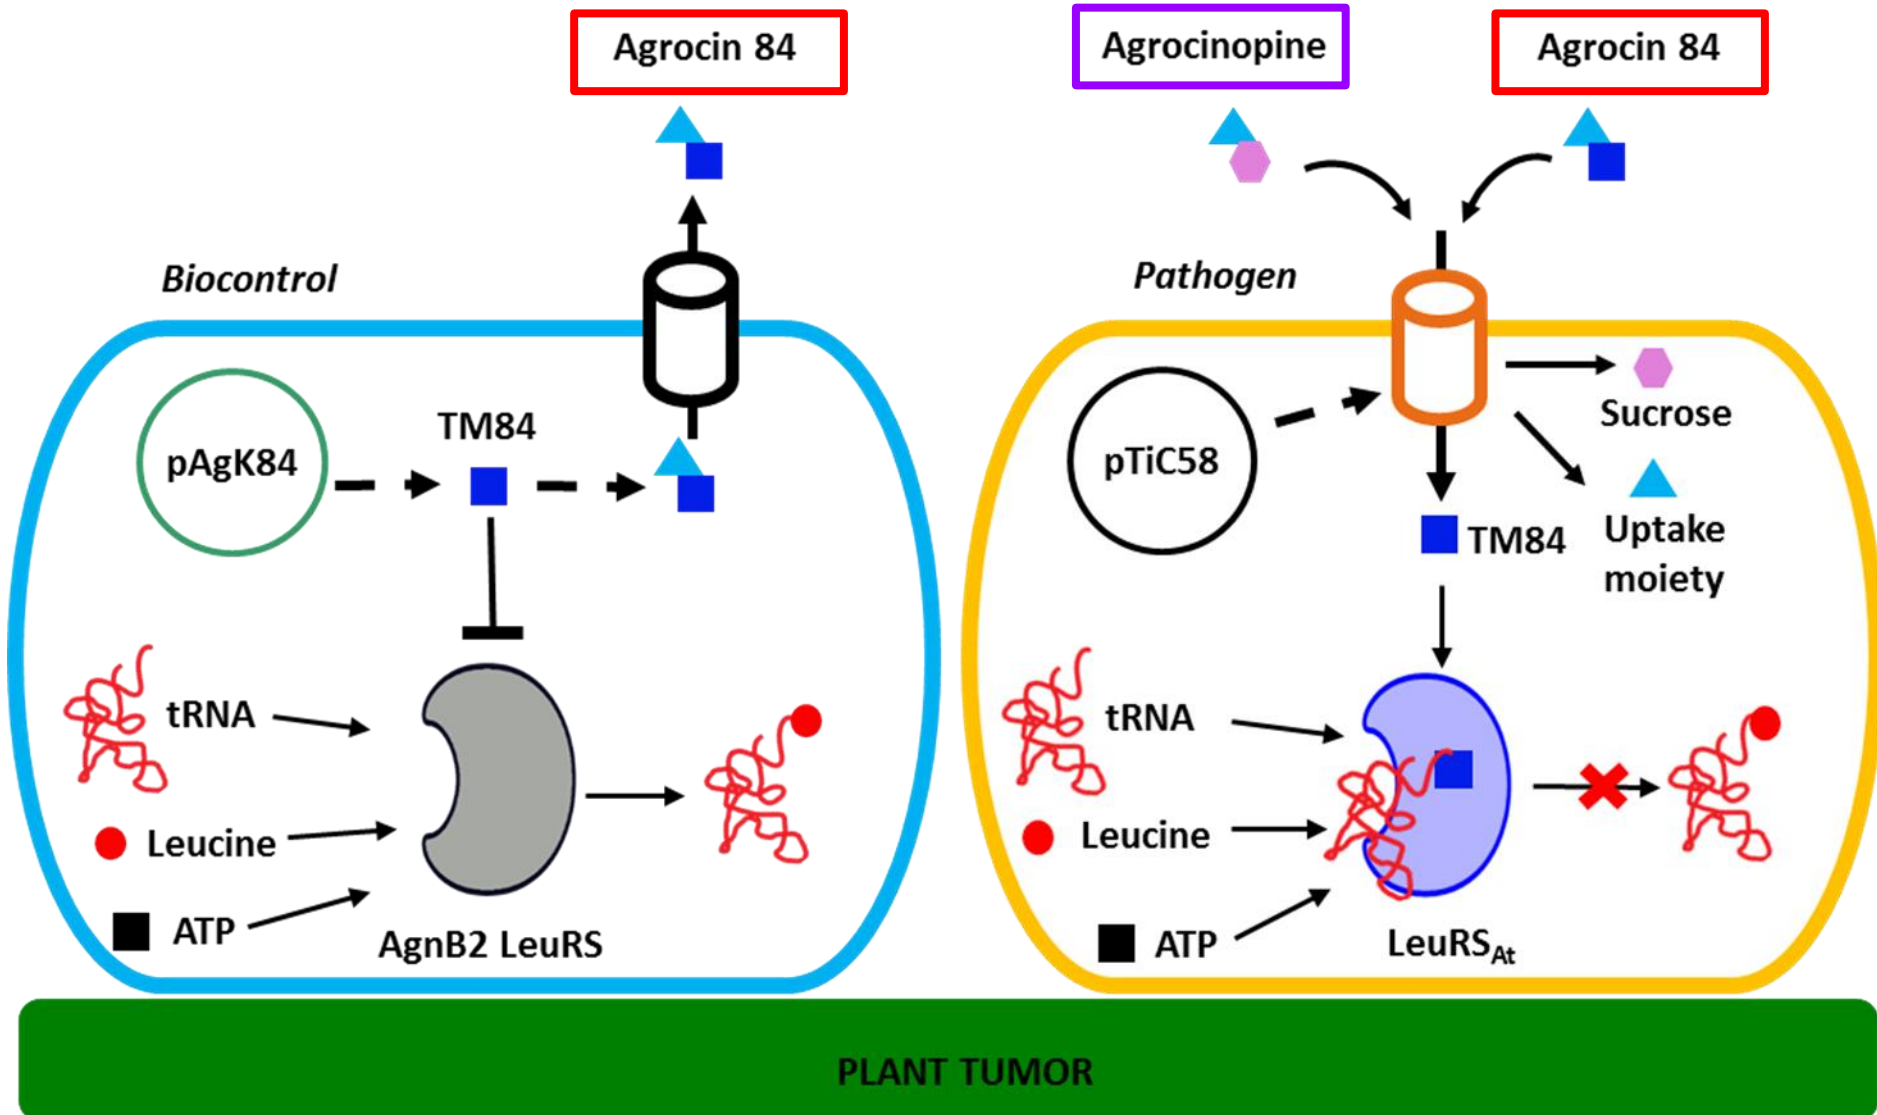 Agrocin 84
Agrocinopine
Agrocin 84
Biocontrol
Pathogen
pAgK84
TM84
pTiC58
Sucrose
TM84
Uptake
moiety
tRNA
Leucine
ATP
AgnB2 LeuRS
tRNA
Leucine
ATP
LeuRSAt
PLANT TUMOR